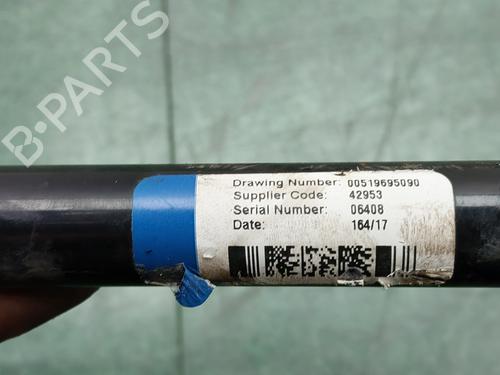 B-PARTS
Drawing Number: 00519695090
Supplier Code: 42953
Serial Number: 06408
Date: 164/17